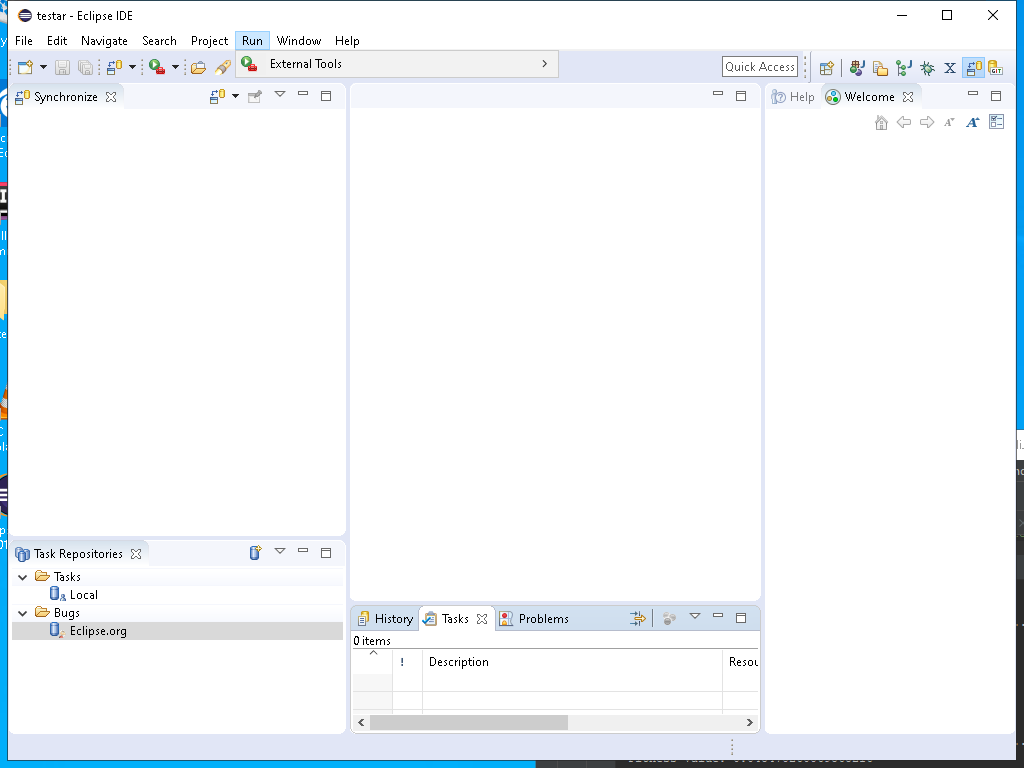 testar - Eclipse IDE
File Edit Navigate Search Project Run Window Help
External Tools
Quick Access
X
GIT
Synchronize
Help
Welcome
Task Repositories
Tasks
Local
Bugs
Eclipse.org
History
Tasks
Problems
0 items
! Description Resou